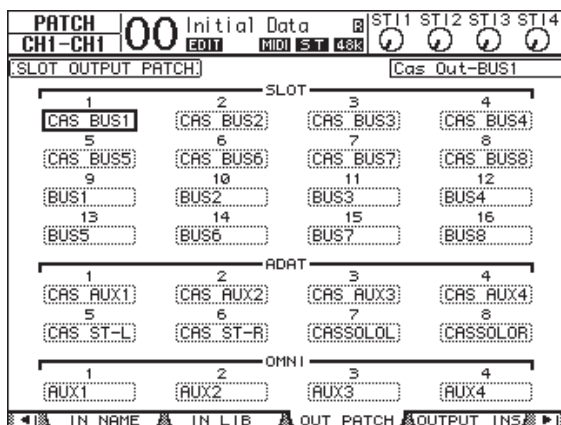 PATCH 00 Initial Data R ST11 ST12 ST13 ST14
CH1-CH1 EDIT MIDI ST 48k
SLOT OUTPUT PATCH Cas Out-BUS1
SLOT
1 2 3 4
CAS BUS1 CAS BUS2 CAS BUS3 CAS BUS4
5 6 7 8
CAS BUS5 CAS BUS6 CAS BUS7 CAS BUS8
9 10 11 12
BUS1 BUS2 BUS3 BUS4
13 14 15 16
BUS5 BUS6 BUS7 BUS8
ADAT
1 2 3 4
CAS AUX1 CAS AUX2 CAS AUX3 CAS AUX4
5 6 7 8
CAS ST-L CAS ST-R CASSOLOL CASSOLOR
OMNI
1 2 3 4
AUX1 AUX2 AUX3 AUX4
IN NAME IN LIB OUT PATCH OUTPUT INS